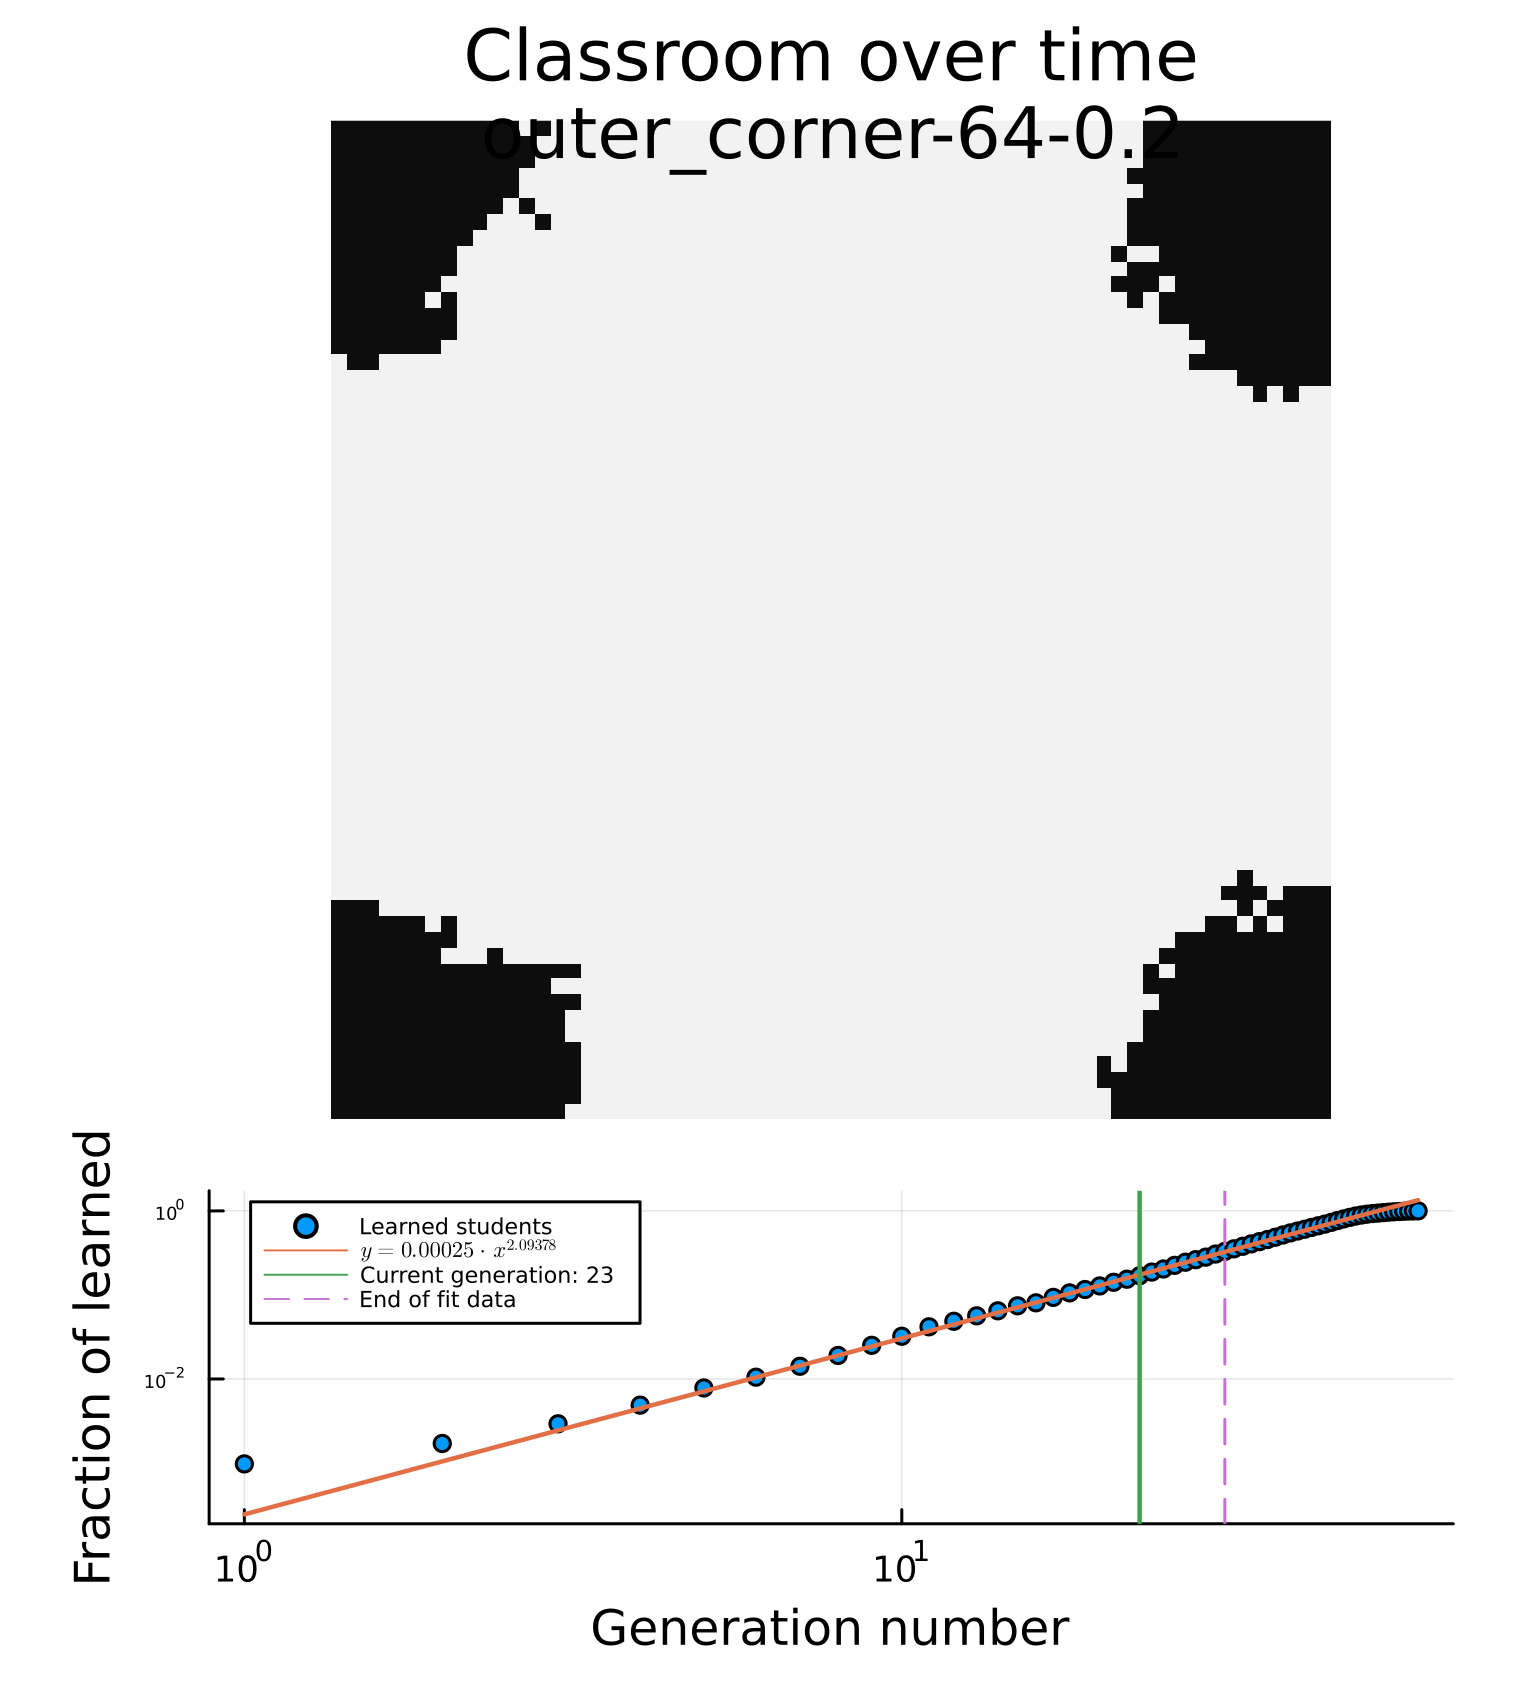 Classroom over time
outer_corner-64-0.2
Fraction of learned
10^0
10^−2
Learned students
y = 0.00025 · x^2.09378
Current generation: 23
End of fit data
10^0
10^1
Generation number